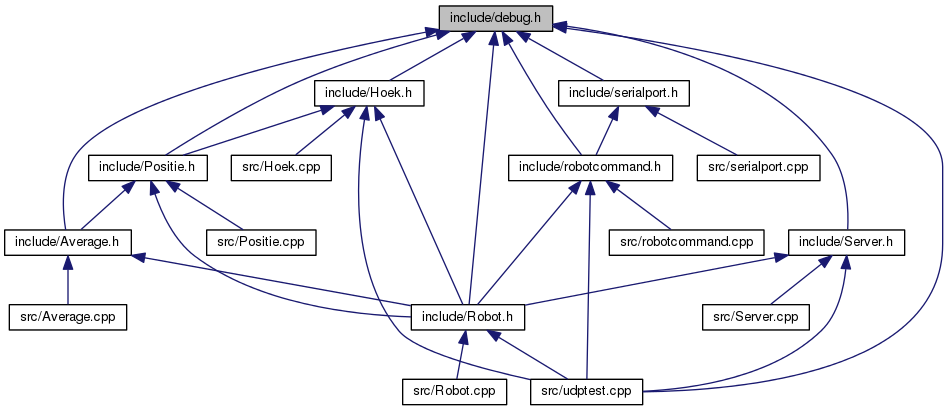 include/debug.h
include/Hoek.h
include/serialport.h
include/Positie.h
src/Hoek.cpp
include/robotcommand.h
src/serialport.cpp
include/Average.h
src/Positie.cpp
src/robotcommand.cpp
include/Server.h
src/Average.cpp
include/Robot.h
src/Server.cpp
src/Robot.cpp
src/udptest.cpp